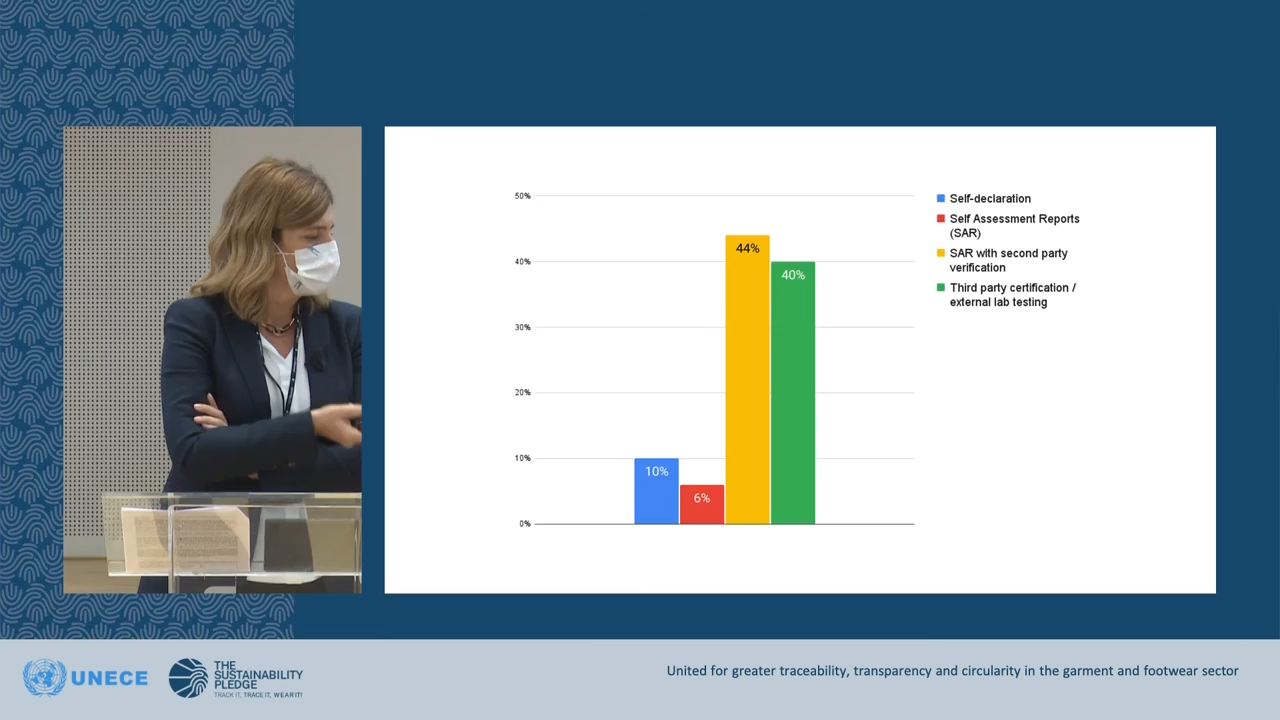 50%
40%
30%
20%
10%
0%
10%
6%
44%
40%
Self-declaration
Self Assessment Reports
(SAR)
SAR with second party
verification
Third party certification /
external lab testing
UNECE
THE
SUSTAINABILITY
PLEDGE
TRACK IT, TRACE IT, WEAR IT!
United for greater traceability, transparency and circularity in the garment and footwear sector